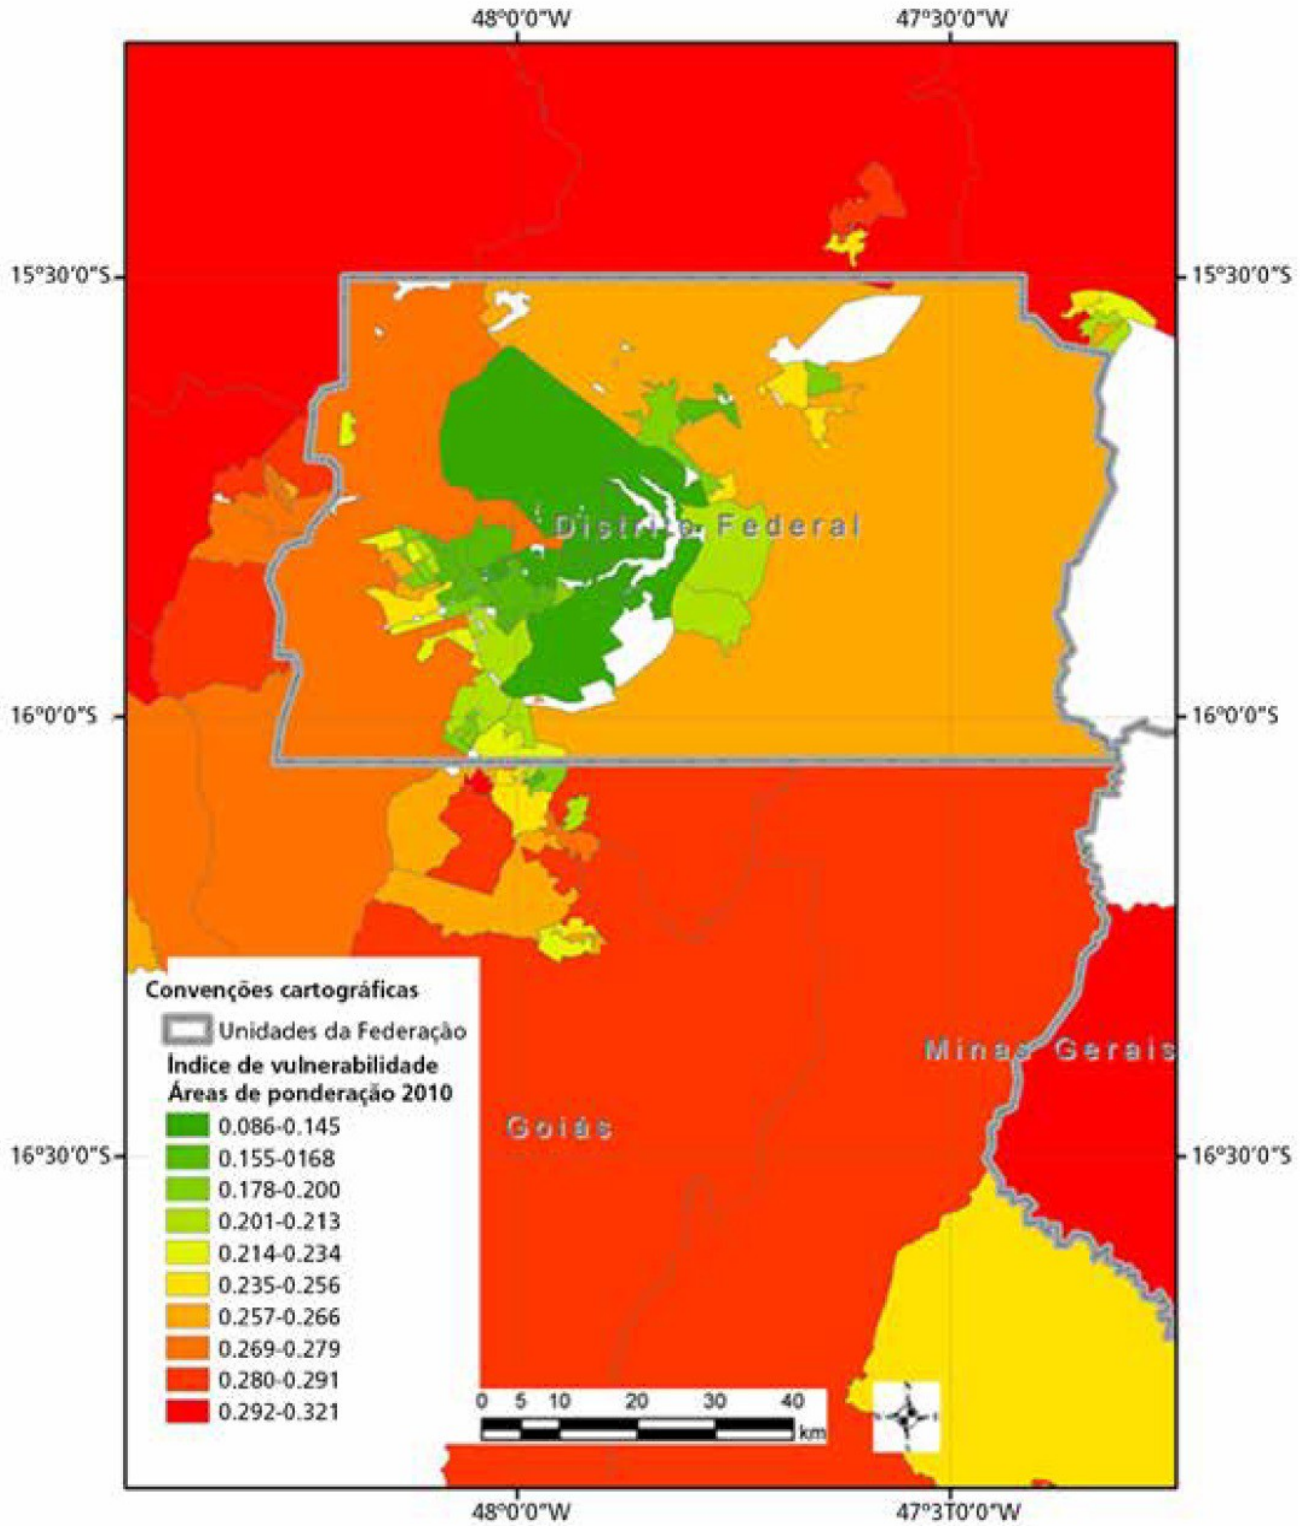 48°0'0"W 47°30'0"W
15°30'0"S 15°30'0"S
Distrito Federal
16°0'0"S 16°0'0"S
Convenções cartográficas
Unidades da Federação
Índice de vulnerabilidade
Áreas de ponderação 2010
0.086-0.145
0.155-0168
0.178-0.200
0.201-0.213
0.214-0.234
0.235-0.256
0.257-0.266
0.269-0.279
0.280-0.291
0.292-0.321
Minas Gerais
Goiás
16°30'0"S 16°30'0"S
0 5 10 20 30 40
km
48°0'0"W 47°3T0'0"W